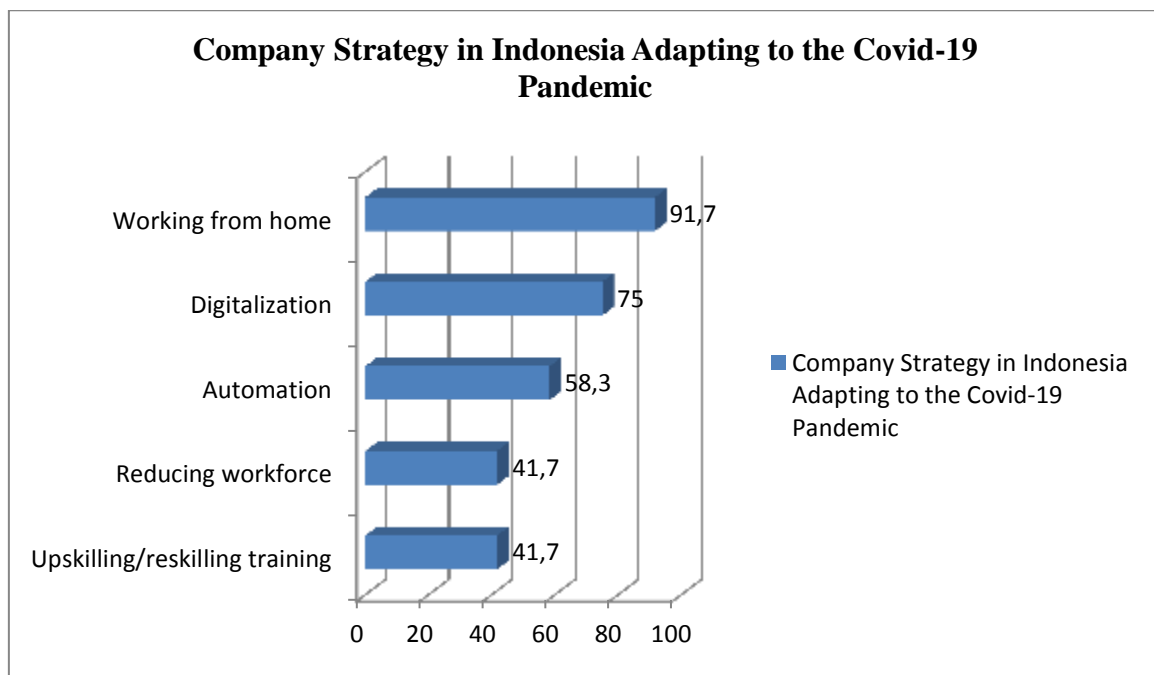 Company Strategy in Indonesia Adapting to the Covid-19
Pandemic
Working from home
91,7
Digitalization
75
Automation
58,3
Reducing workforce
41,7
Upskilling/reskilling training
41,7
0 20 40 60 80 100
Company Strategy in Indonesia
Adapting to the Covid-19
Pandemic